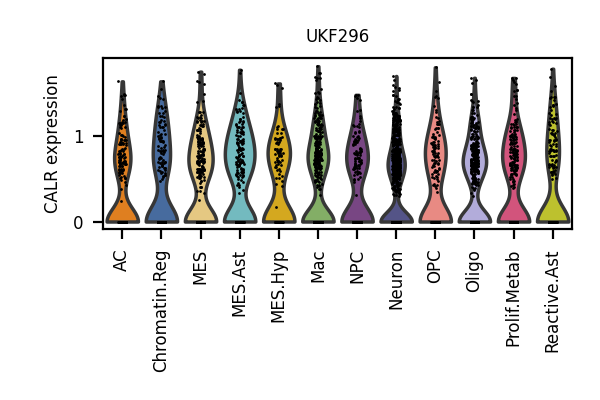 UKF296
CALR expression
1
0
AC
Chromatin.Reg
MES
MES.Ast
MES.Hyp
Mac
NPC
Neuron
OPC
Oligo
Prolif.Metab
Reactive.Ast